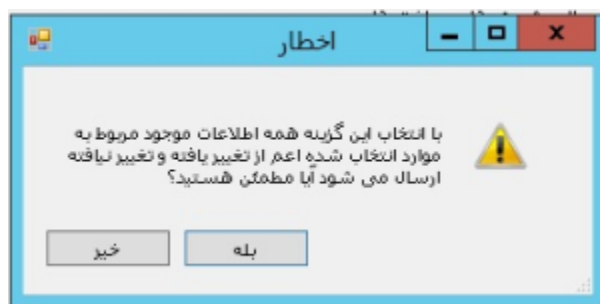 اخطار
با انتخاب این گزینه همه اطلاعات موجود مربوط به
موارد انتخاب شده اعم از تغییر یافته و تغییر نیافته
ارسال می شود آیا مطمئن هستید؟
بله
خیر